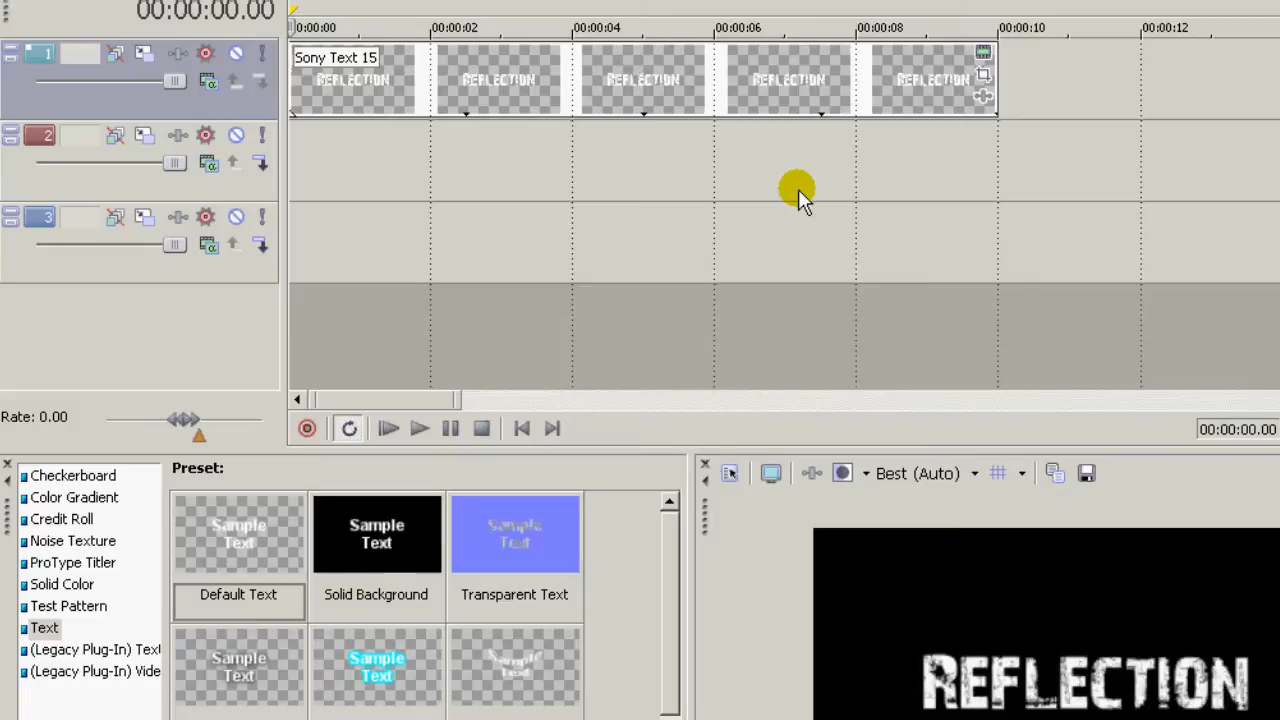 00:00:00.00
0:00:00
00:00:02
00:00:04
00:00:06
00:00:08
00:00:10
00:00:12
1
Sony Text 15
REFLECTION
REFLECTION
REFLECTION
REFLECTION
REFLECTION
2
3
Rate: 0.00
00:00:00.00
Checkerboard
Color Gradient
Credit Roll
Noise Texture
ProType Titler
Solid Color
Test Pattern
Text
(Legacy Plug-In) Text
(Legacy Plug-In) Vide
Preset:
Sample
Text
Sample
Text
Sample
Text
Default Text
Solid Background
Transparent Text
Sample
Text
Sample
Text
Sample
Text
Best (Auto)
REFLECTION